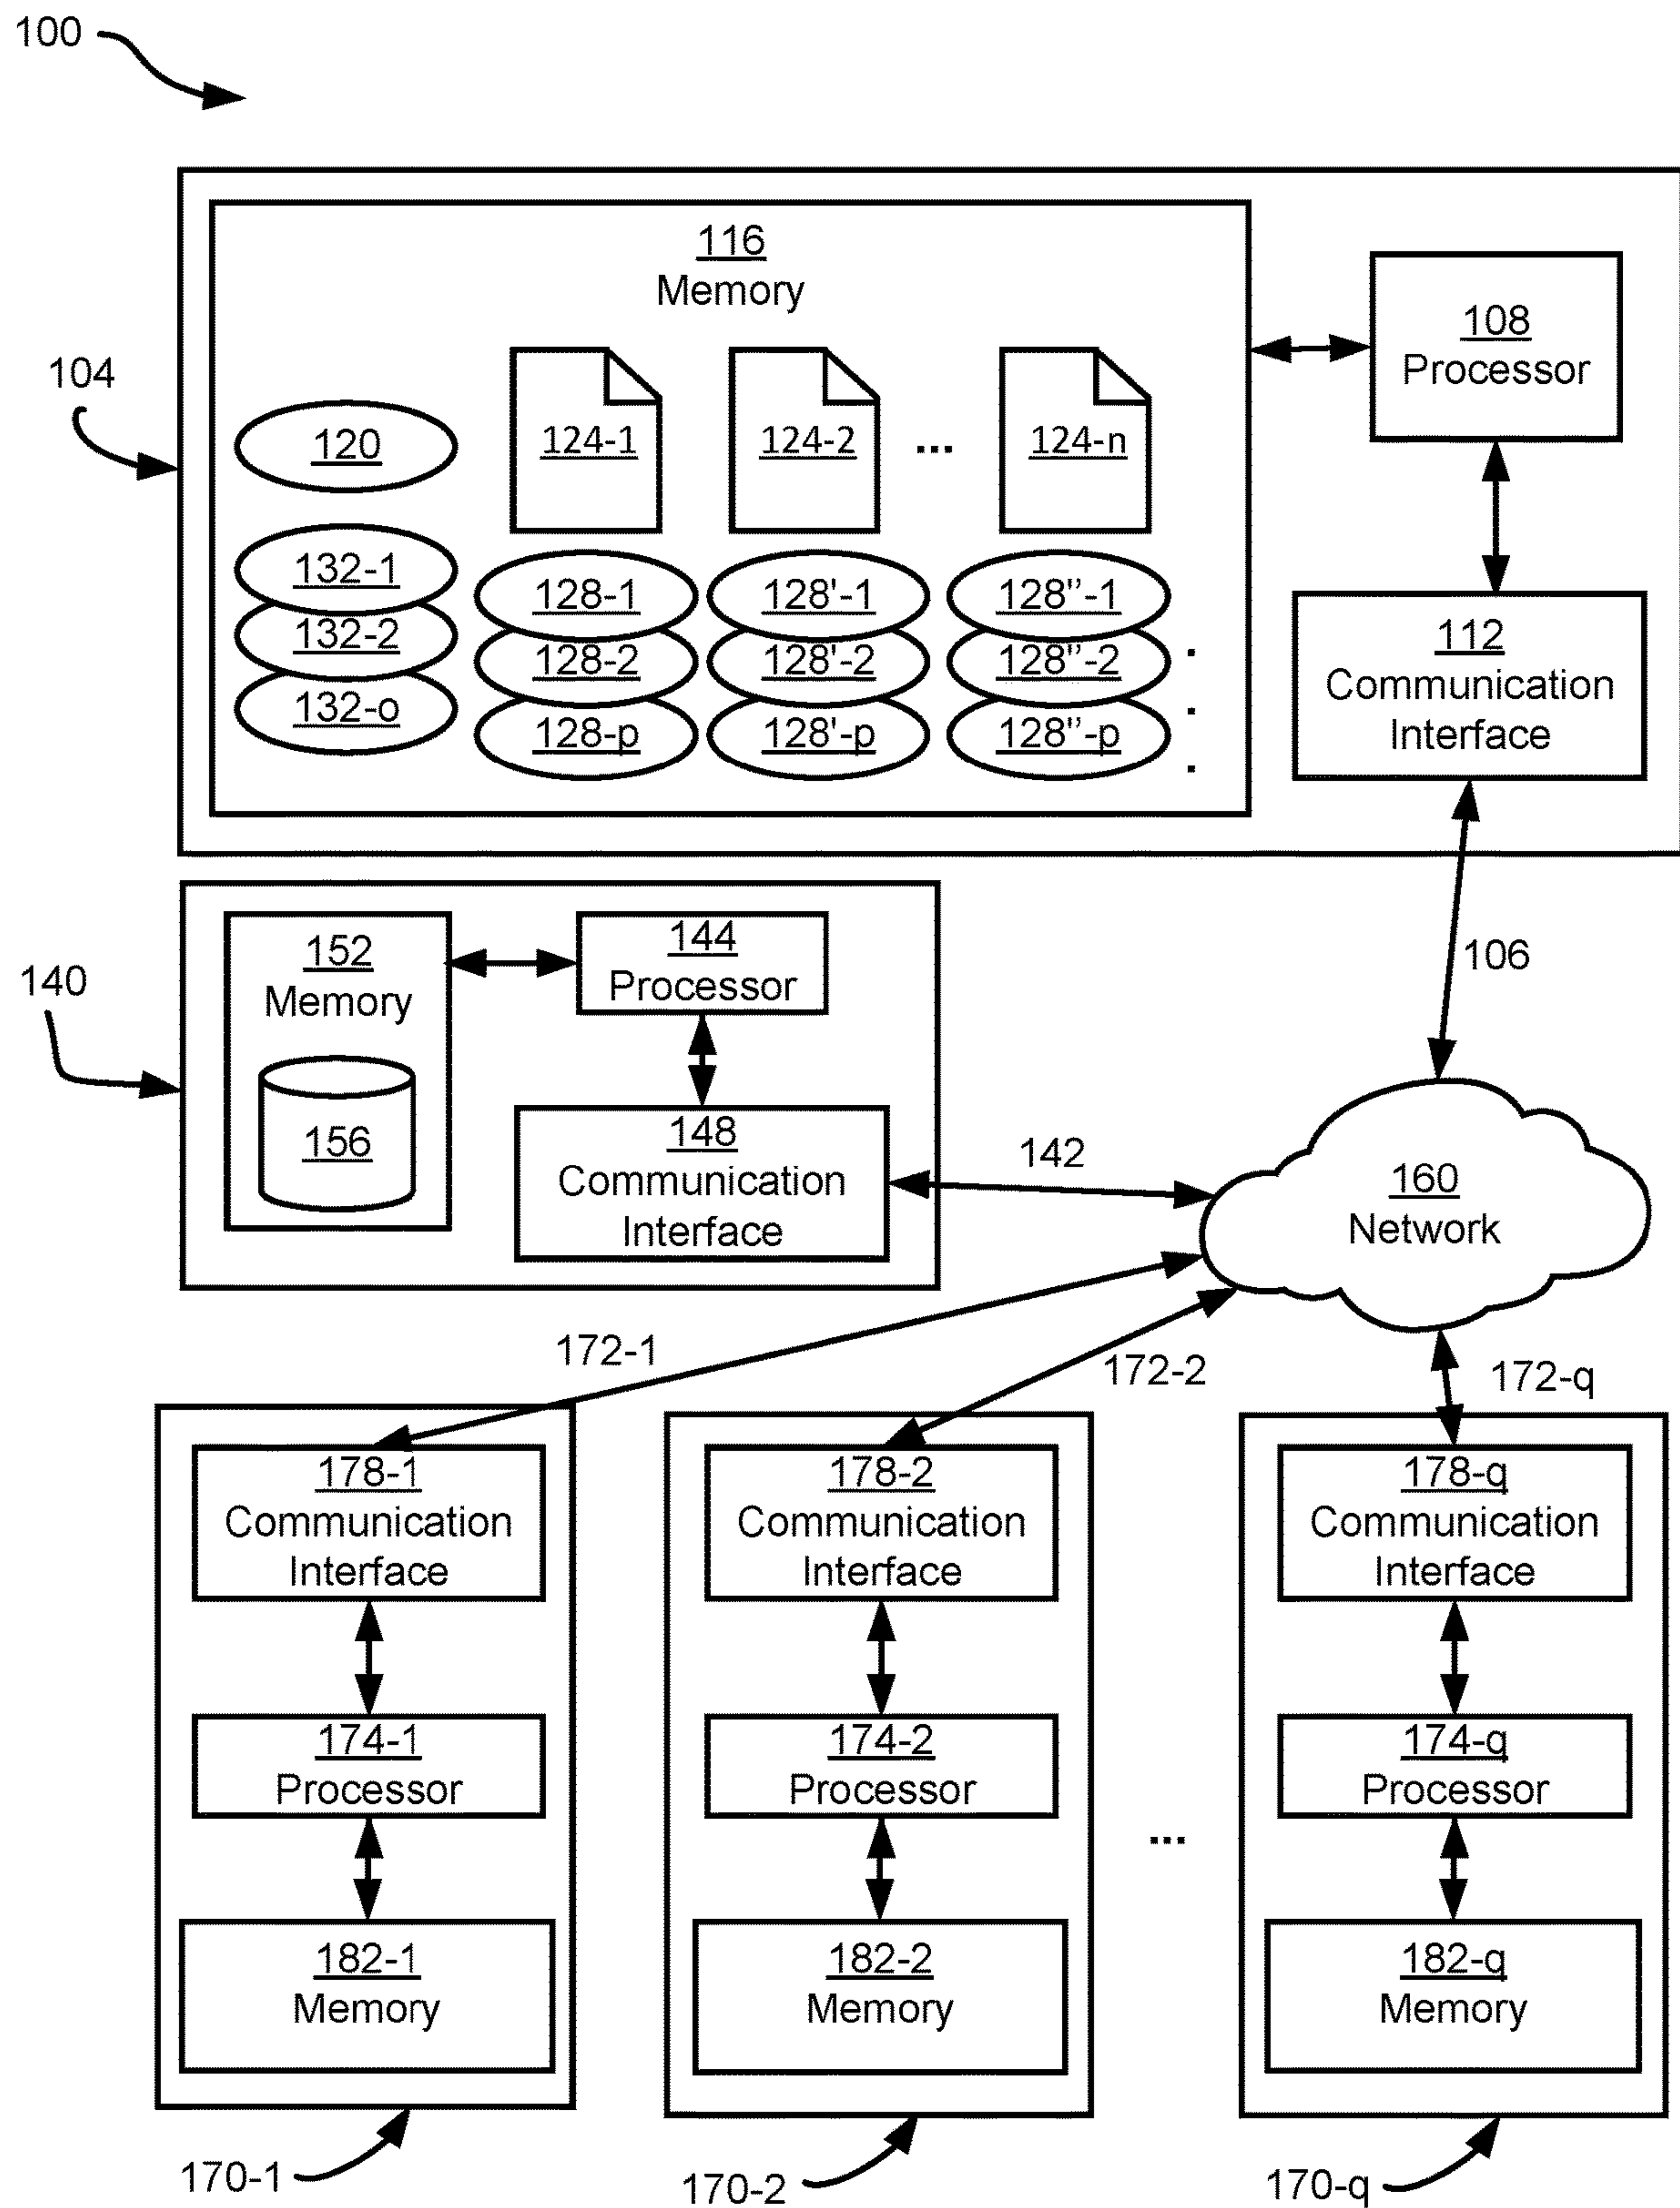 100
116
Memory
108
Processor
104
120
124-1
124-2
...
124-n
132-1
132-2
132-o
128-1
128-2
128-p
128'-1
128'-2
128'-p
128"-1
128"-2
128"-p
.
.
.
112
Communication
Interface
106
140
152
Memory
156
144
Processor
148
Communication
Interface
142
160
Network
172-1
172-2
172-q
178-1
Communication
Interface
174-1
Processor
182-1
Memory
178-2
Communication
Interface
174-2
Processor
182-2
Memory
...
178-q
Communication
Interface
174-q
Processor
182-q
Memory
170-1
170-2
170-q